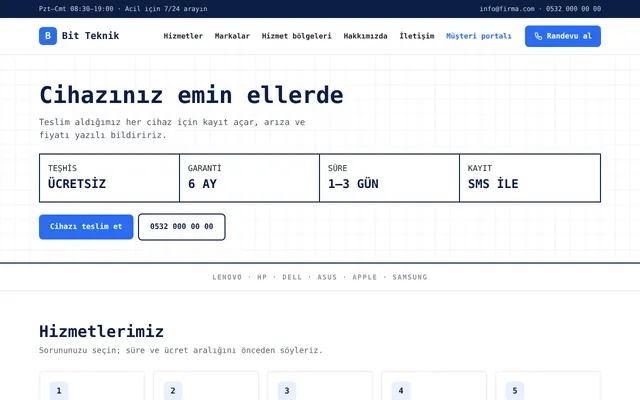 Pzt–Cmt 08:30–19:00 · Acil için 7/24 arayın
info@firma.com · 0532 000 00 00
B Bit Teknik
Hizmetler Markalar Hizmet bölgeleri Hakkımızda İletişim Müşteri portalı Randevu al
Cihazınız emin ellerde
Teslim aldığımız her cihaz için kayıt açar, arıza ve
fiyatı yazılı bildiririz.
TEŞHİS
ÜCRETSİZ
GARANTİ
6 AY
SÜRE
1–3 GÜN
KAYIT
SMS İLE
Cihazı teslim et
0532 000 00 00
LENOVO · HP · DELL · ASUS · APPLE · SAMSUNG
Hizmetlerimiz
Sorununuzu seçin; süre ve ücret aralığını önceden söyleriz.
1 2 3 4 5